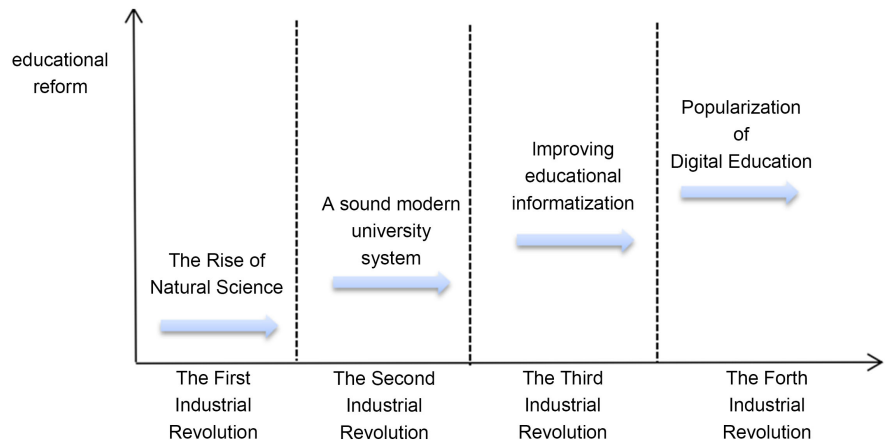 educational
reform
The Rise of
Natural Science
A sound modern
university
system
Improving
educational
informatization
Popularization
of
Digital Education
The First
Industrial
Revolution
The Second
Industrial
Revolution
The Third
Industrial
Revolution
The Forth
Industrial
Revolution